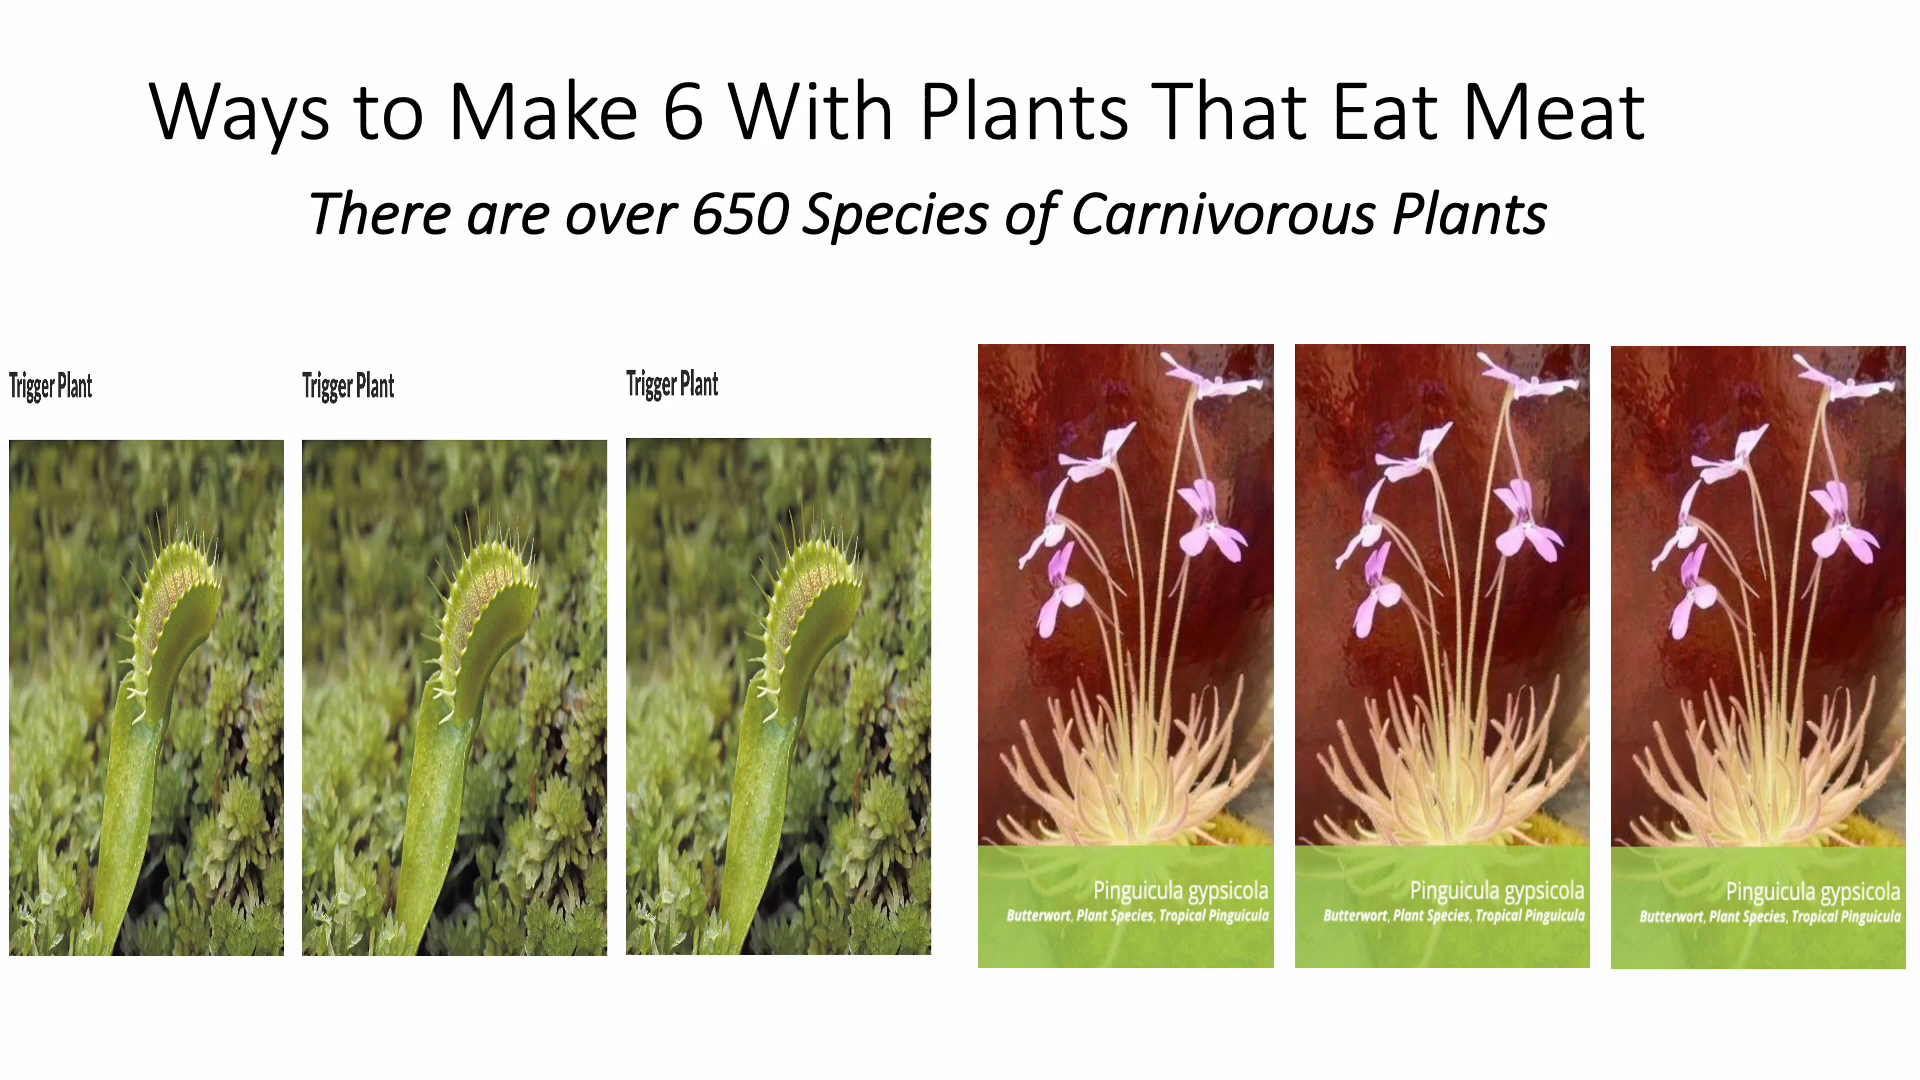 Ways to Make 6 With Plants That Eat Meat
There are over 650 Species of Carnivorous Plants
Trigger Plant
Trigger Plant
Trigger Plant
Pinguicula gypsicola
Butterwort, Plant Species, Tropical Pinguicula
Pinguicula gypsicola
Butterwort, Plant Species, Tropical Pinguicula
Pinguicula gypsicola
Butterwort, Plant Species, Tropical Pinguicula